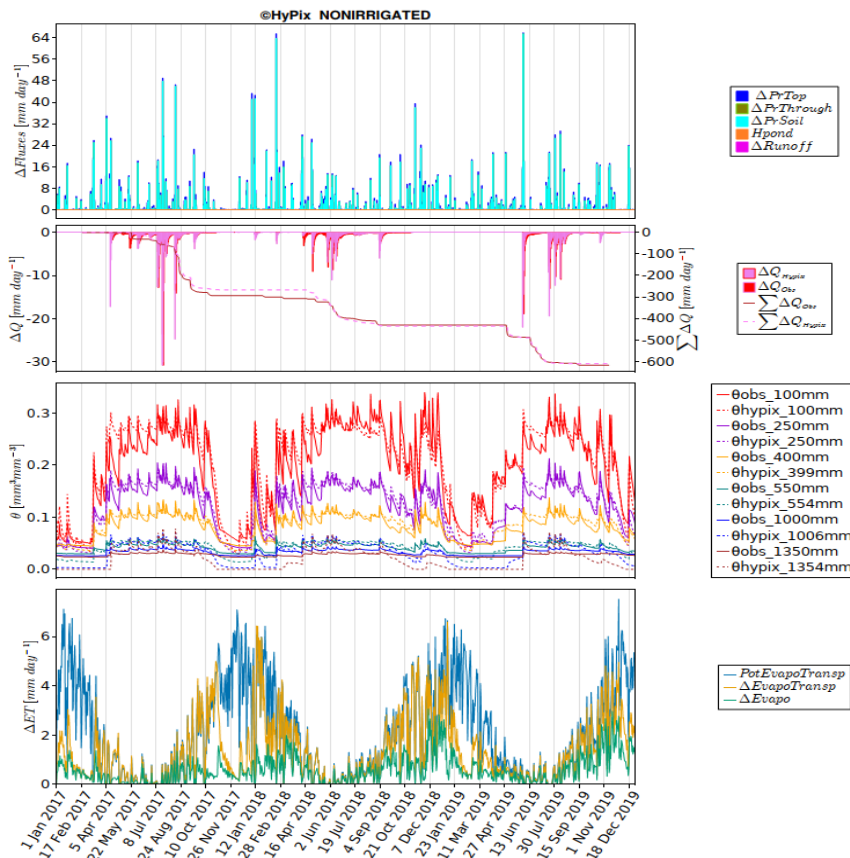 ©HyPix NONIRRIGATED
ΔFluxes [mm day⁻¹]
64
56
48
40
32
24
16
8
0
ΔPrTop
ΔPrThrough
ΔPrSoil
Hpond
ΔRunoff
ΔQ [mm day⁻¹]
0
-10
-20
-30
0
-100
-200
-300
-400
-500
-600
∑ΔQ [mm day⁻¹]
ΔQ_Hypix
ΔQ_Obs
∑ΔQ_Obs
∑ΔQ_Hypix
θ [mm³mm⁻³]
0.3
0.2
0.1
0.0
θobs_100mm
θhypix_100mm
θobs_250mm
θhypix_250mm
θobs_400mm
θhypix_399mm
θobs_550mm
θhypix_554mm
θobs_1000mm
θhypix_1006mm
θobs_1350mm
θhypix_1354mm
ΔET [mm day⁻¹]
6
4
2
0
PotEvapoTransp
ΔEvapoTransp
ΔEvapo
1 Jan 2017
17 Feb 2017
5 Apr 2017
22 May 2017
8 Jul 2017
24 Aug 2017
10 Oct 2017
26 Nov 2017
12 Jan 2018
28 Feb 2018
16 Apr 2018
2 Jun 2018
19 Jul 2018
4 Sep 2018
21 Oct 2018
7 Dec 2018
23 Jan 2019
11 Mar 2019
27 Apr 2019
13 Jun 2019
30 Jul 2019
15 Sep 2019
1 Nov 2019
18 Dec 2019